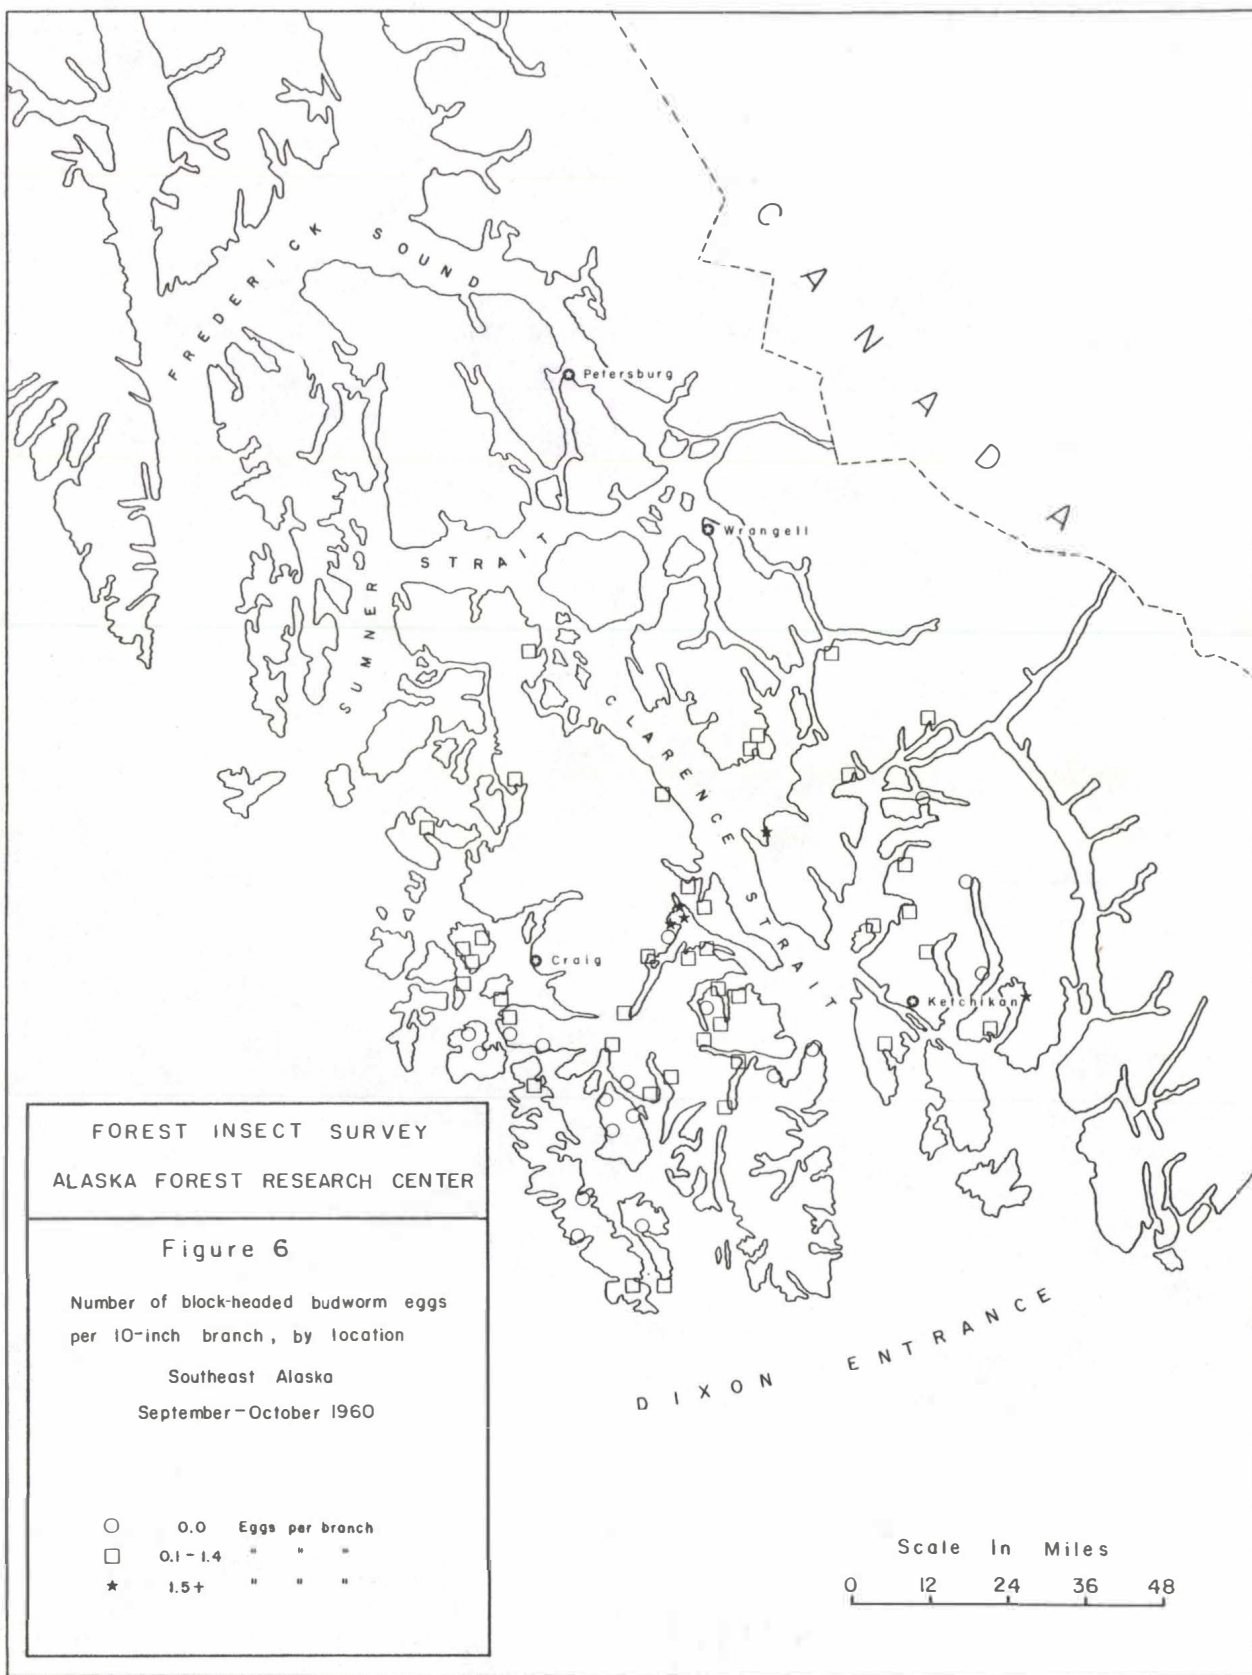 CANADA
FREDERICK SOUND
Petersburg
Wrangell
SUMNER STRAIT
CLARENCE STRAIT
Craig
Ketchikan
DIXON ENTRANCE
FOREST INSECT SURVEY
ALASKA FOREST RESEARCH CENTER
Figure 6
Number of block-headed budworm eggs
per 10-inch branch, by location
Southeast Alaska
September-October 1960
0.0 Eggs per branch
0.1-1.4 " " "
1.5+ " " "
Scale In Miles
0 12 24 36 48